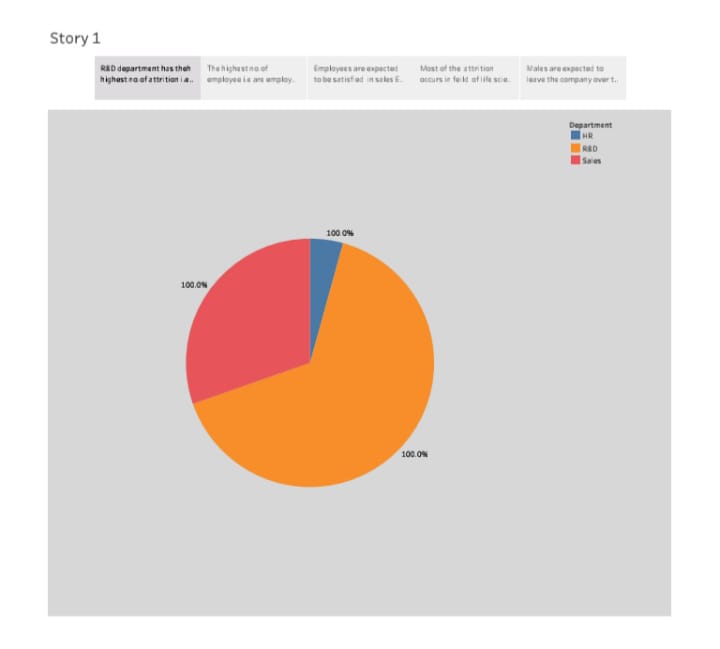 Story 1
R&D department has theh
highest no of attrition i.e..
The highest no. of
employee i.e are employ..
Employees are expected
to be satisfied in sales E..
Most of the attrition
occurs in feild of life scie..
Males are expected to
leave the company over t..
Department
HR
R&D
Sales
100.0%
100.0%
100.0%